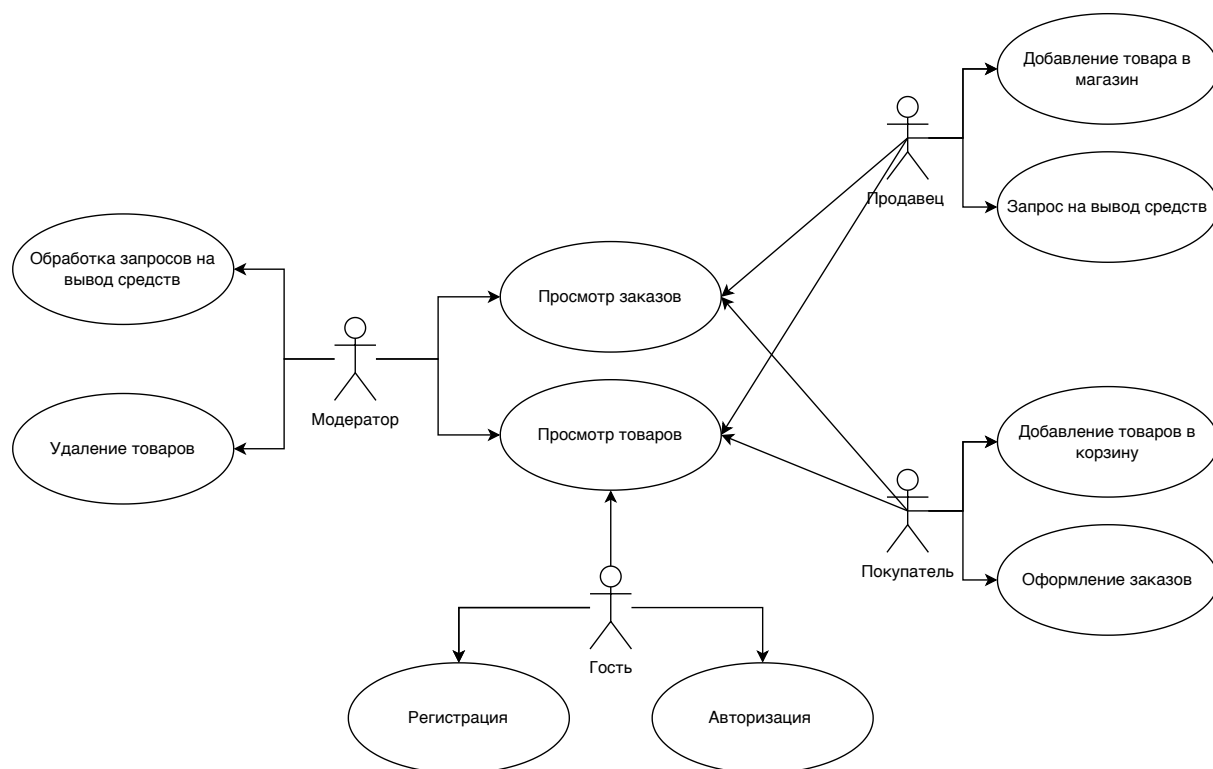 Добавление товара в
магазин
Продавец
Запрос на вывод средств
Обработка запросов на
вывод средств
Просмотр заказов
Модератор
Удаление товаров
Просмотр товаров
Добавление товаров в
корзину
Покупатель
Оформление заказов
Гость
Регистрация
Авторизация